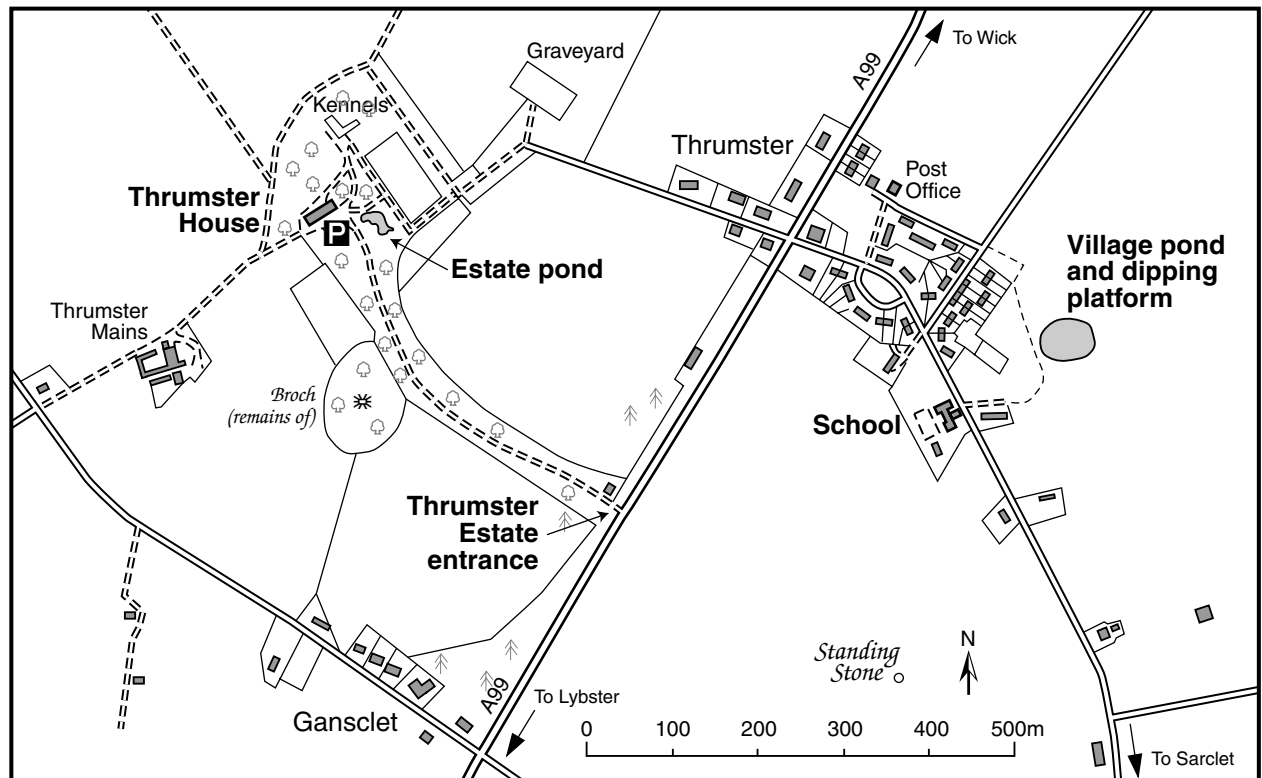 To Wick
A99
Graveyard
Kennels
Thrumster
Post
Office
Thrumster
House
P
Estate pond
Village pond
and dipping
platform
Thrumster
Mains
Broch
(remains of)
School
Thrumster
Estate
entrance
Standing
Stone
N
A99
To Lybster
Gansclet
0 100 200 300 400 500m
To Sarclet